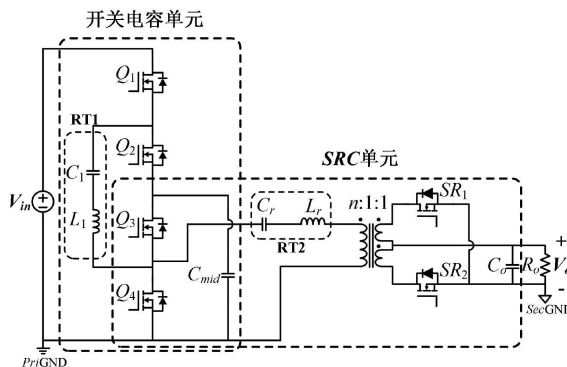 开关电容单元
Q1
RT1
Q2
SRC单元
C1
Vin
L1
Q3
Cr
Lr
n:1:1
SR1
RT2
Cmid
Q4
SR2
Co
Ro
+
Vo
-
PriGND
SecGND